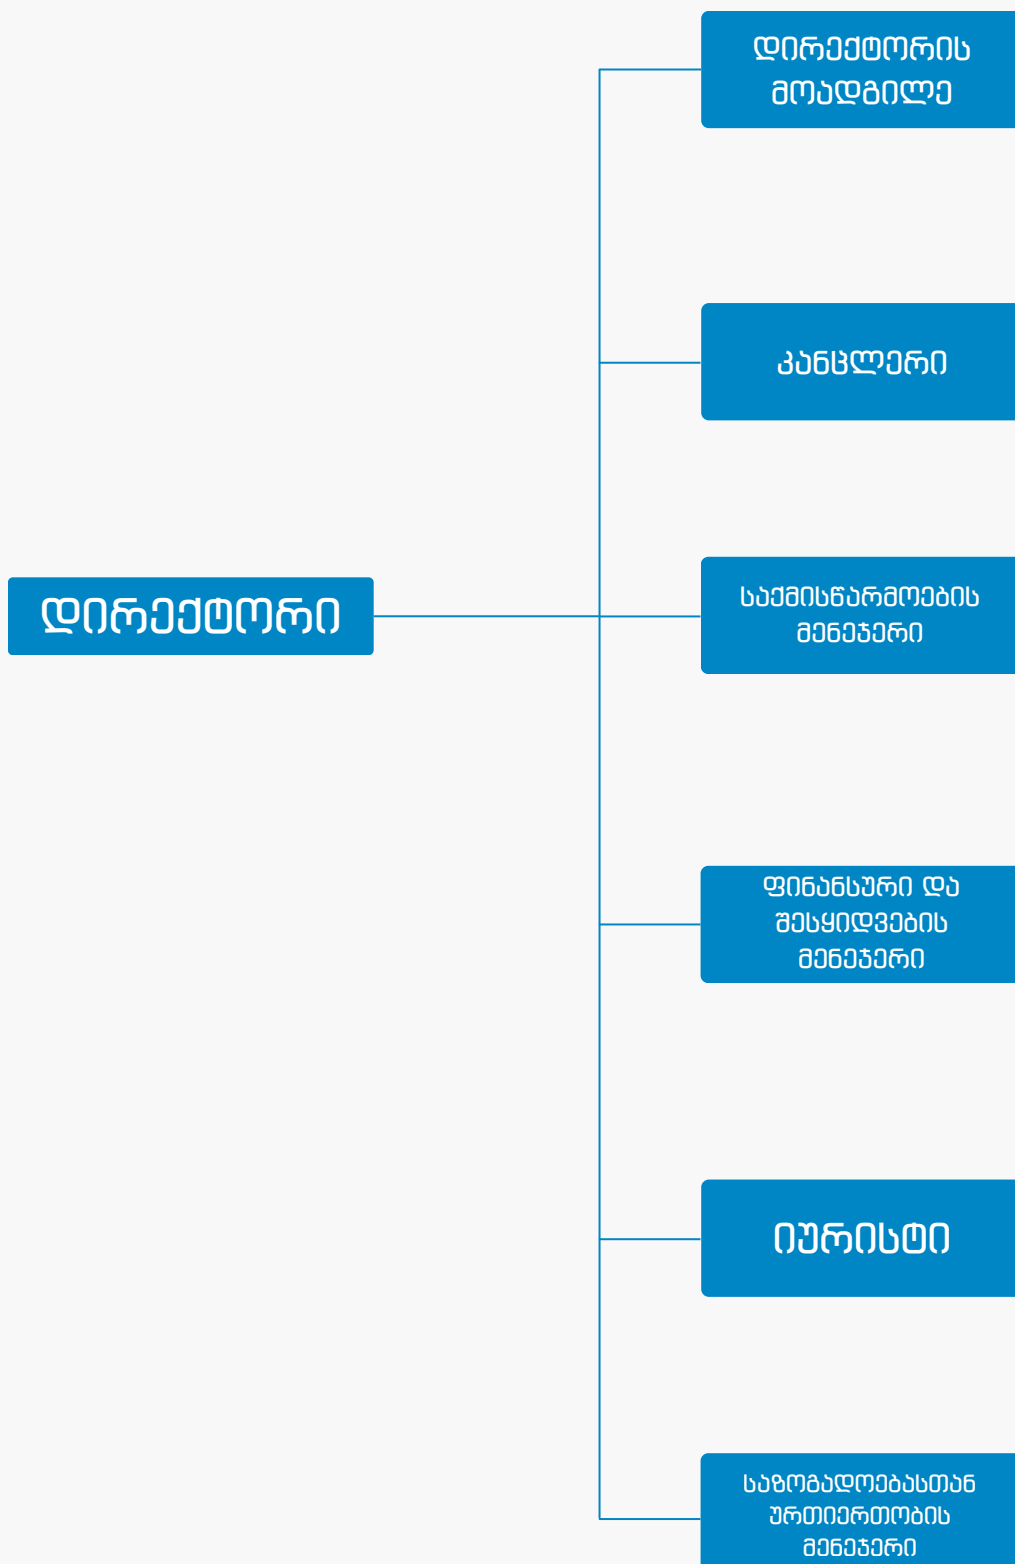 დირექტორის
მოადგილე
კანცლერი
საქმისწარმოების
მენეჯერი
დირექტორი
ფინანსური და
შესყიდვების
მენეჯერი
იურისტი
საზოგადოებასთან
ურთიერთობის
მენეჯერი